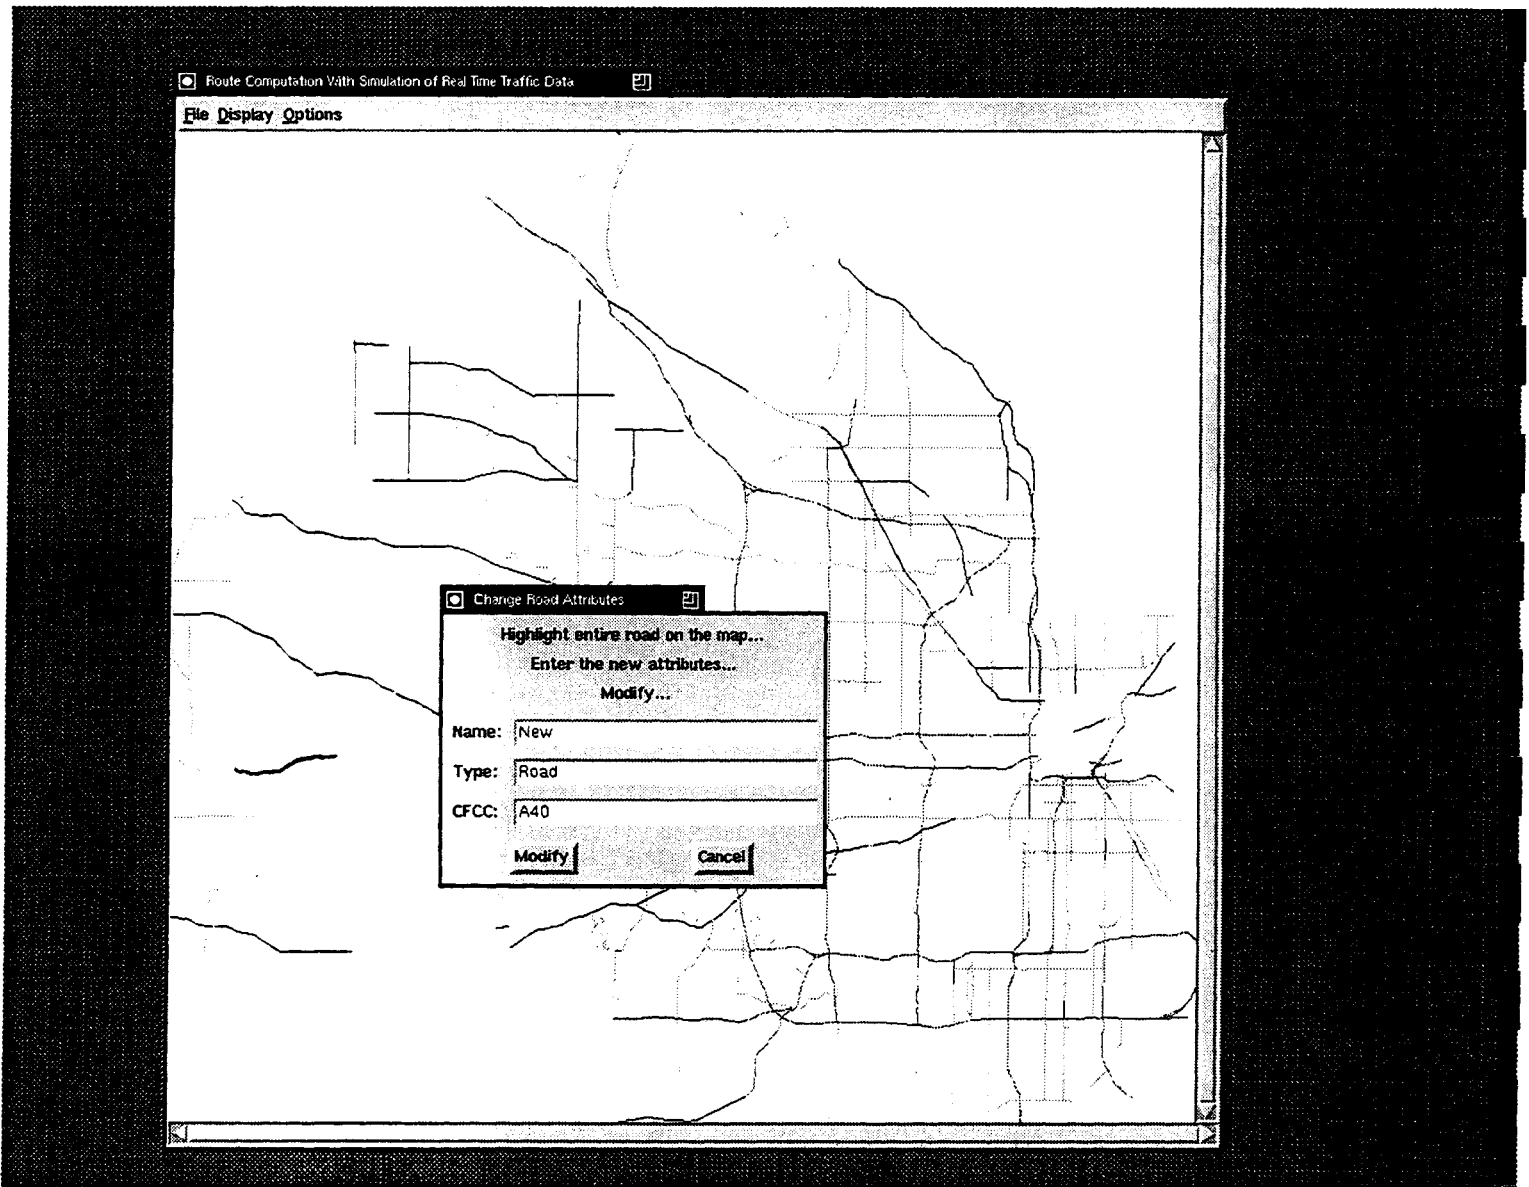 Route Computation With Simulation of Real Time Traffic Data
File Display Options
Change Road Attributes
Highlight entire road on the map...
Enter the new attributes...
Modify...
Name: New
Type: Road
CFCC: A40
Modify Cancel